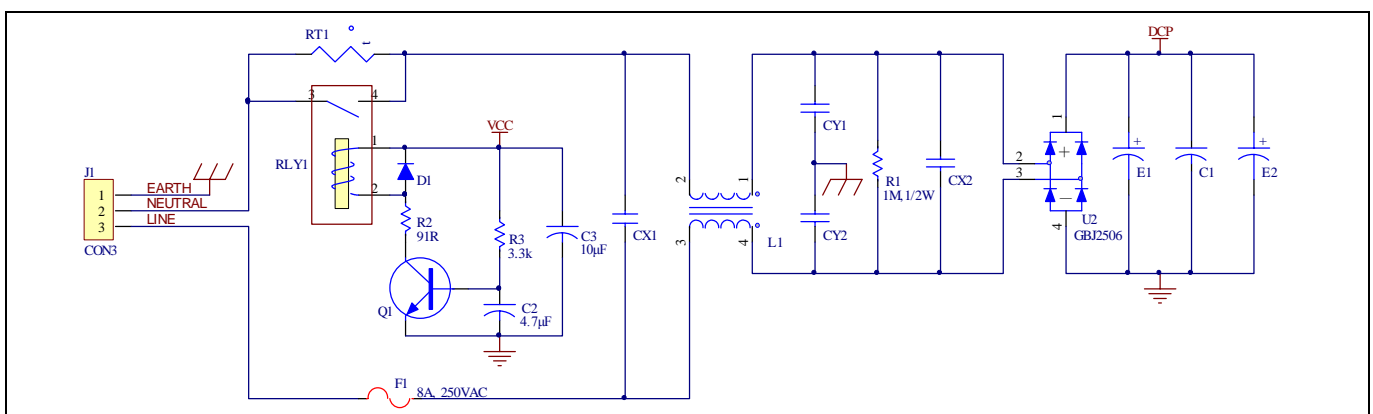 RT1
t
3
4
VCC
DCP
1
RLY1
2
D1
J1
1
EARTH
2
NEUTRAL
3
LINE
CON3
R2
91R
R3
3.3k
C3
10µF
CX1
Q1
C2
4.7µF
F1
8A, 250VAC
2
1
3
4
L1
CY1
CY2
R1
1M,1/2W
CX2
2
3
1
4
+
−
U2
GBJ2506
+
E1
C1
+
E2